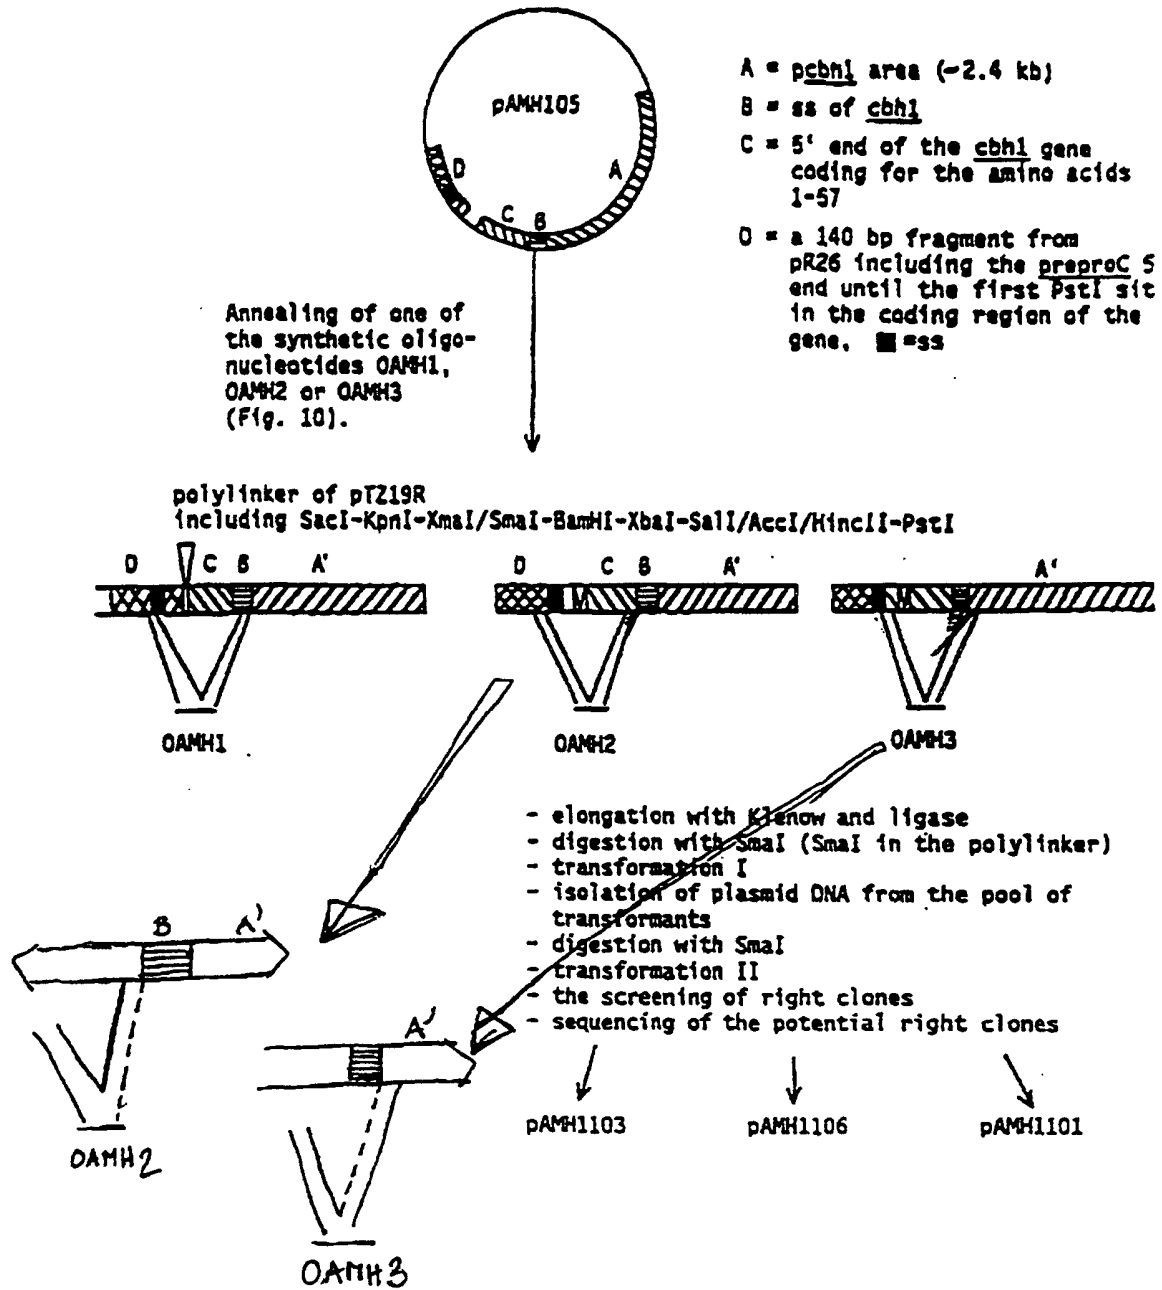 pAMH105
A = pcbh1 area (~2.4 kb)
B = ss of cbh1
C = 5' end of the cbh1 gene
coding for the amino acids
1-57
D = a 140 bp fragment from
pR26 including the preproC 5
end until the first PstI sit
in the coding region of the
gene. ■=ss
D
A
C
B
Annealing of one of
the synthetic oligo-
nucleotides OAMH1,
OAMH2 or OAMH3
(Fig. 10).
polylinker of pTZ19R
including SacI-KpnI-XmaI/SmaI-BamHI-XbaI-SalI/AccI/HincII-PstI
D C B A' D C B A' A'
OAMH1 OAMH2 OAMH3
- elongation with Klenow and ligase
- digestion with SmaI (SmaI in the polylinker)
- transformation I
- isolation of plasmid DNA from the pool of
transformants
- digestion with SmaI
- transformation II
- the screening of right clones
- sequencing of the potential right clones
B A'
OAMH2
A'
OAMH3
pAMH1103 pAMH1106 pAMH1101